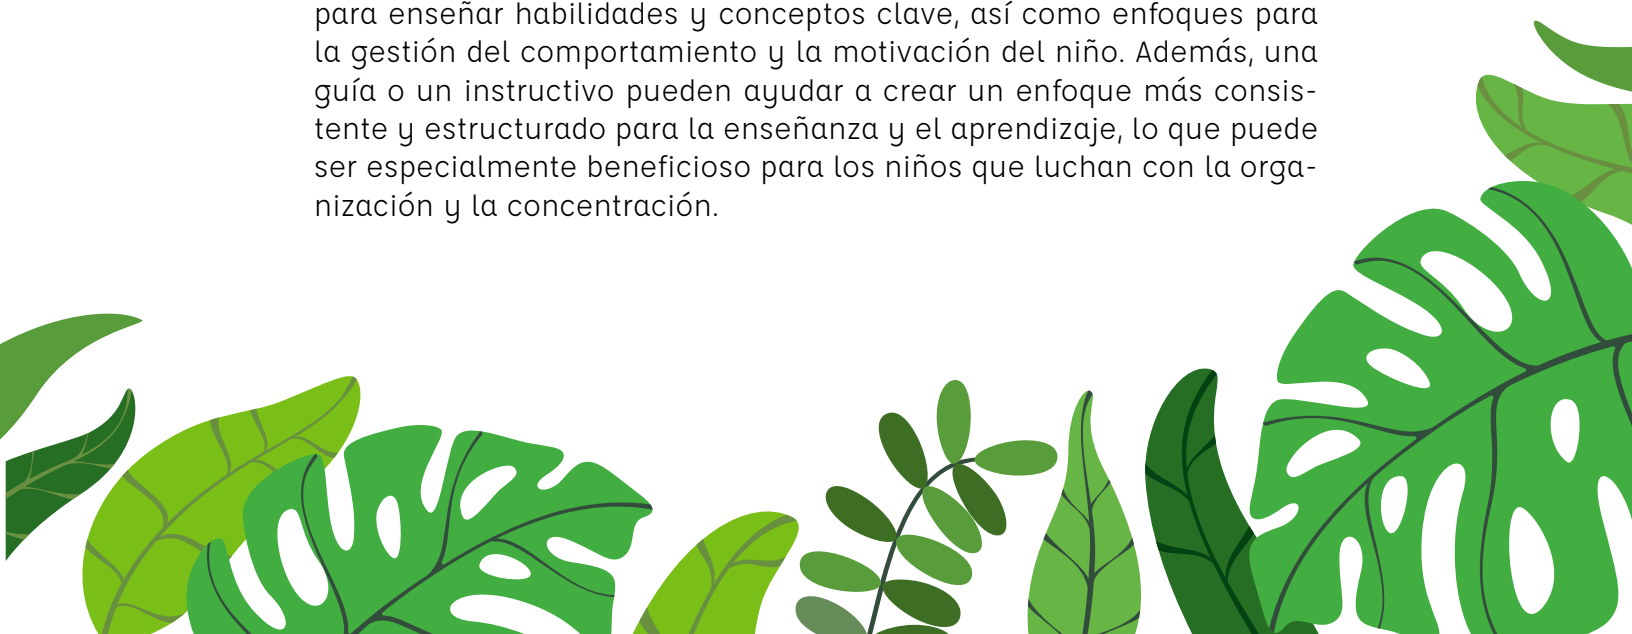 para enseñar habilidades y conceptos clave, así como enfoques para
la gestión del comportamiento y la motivación del niño. Además, una
guía o un instructivo pueden ayudar a crear un enfoque más consis-
tente y estructurado para la enseñanza y el aprendizaje, lo que puede
ser especialmente beneficioso para los niños que luchan con la orga-
nización y la concentración.